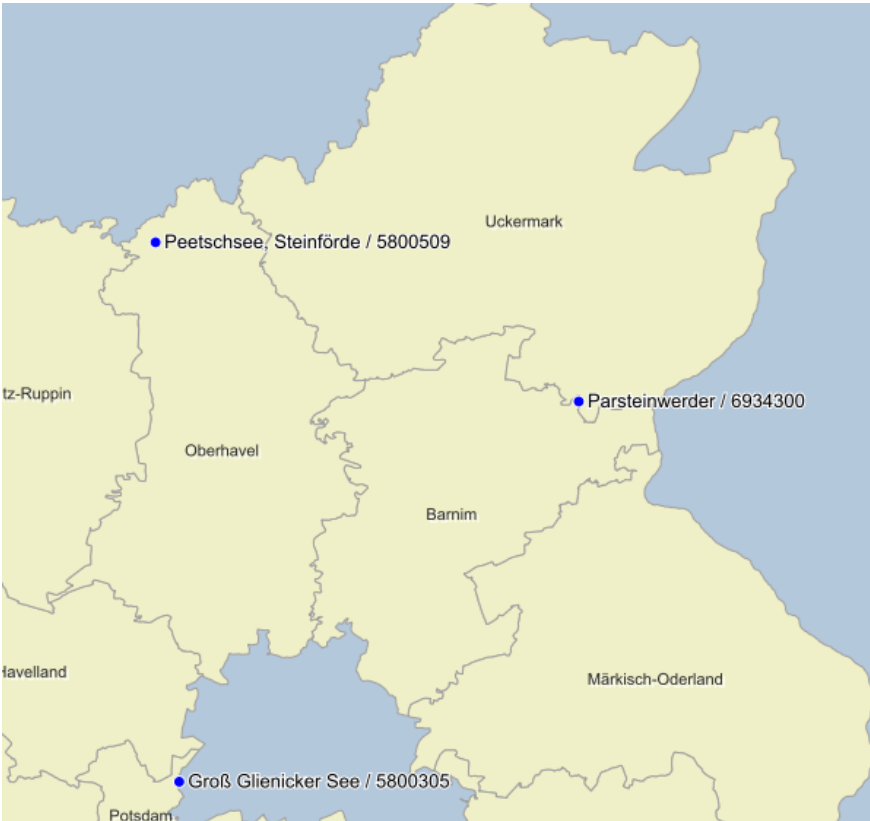 Uckermark
Peetschsee, Steinförde / 5800509
tz-Ruppin
Parsteinwerder / 6934300
Oberhavel
Barnim
Havelland
Märkisch-Oderland
Groß Glienicker See / 5800305
Potsdam